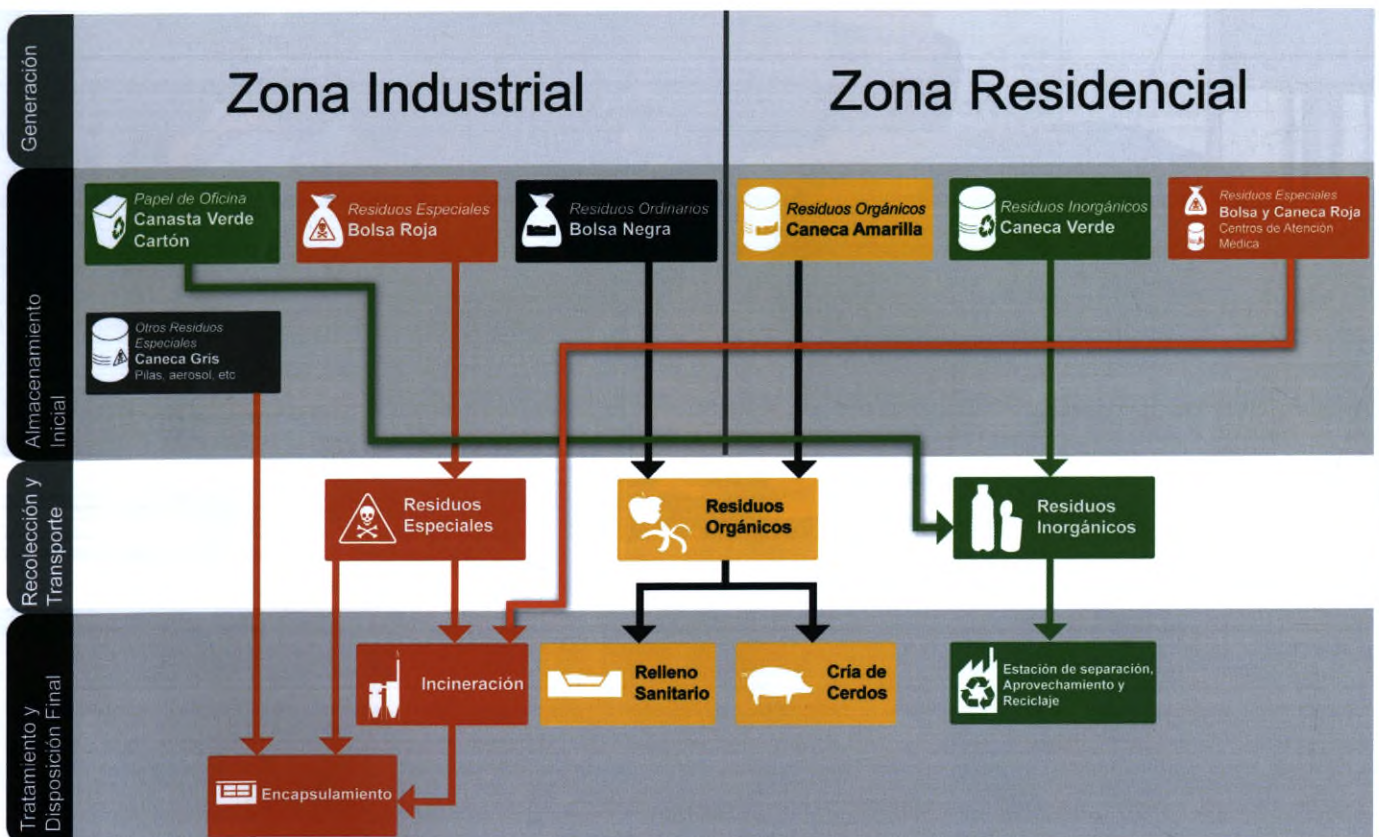 Generación
Zona Industrial
Zona Residencial
Almacenamiento
Inicial
Papel de Oficina
Canasta Verde
Cartón
Residuos Especiales
Bolsa Roja
Residuos Ordinarios
Bolsa Negra
Residuos Orgánicos
Caneca Amarilla
Residuos Inorgánicos
Caneca Verde
Residuos Especiales
Bolsa y Caneca Roja
Centros de Atención
Médica
Otros Residuos
Especiales
Caneca Gris
Pilas, aerosol, etc
Recolección y
Transporte
Residuos
Especiales
Residuos
Orgánicos
Residuos
Inorgánicos
Tratamiento y
Disposición Final
Incineración
Relleno
Sanitario
Cría de
Cerdos
Estación de separación,
Aprovechamiento y
Reciclaje
Encapsulamiento